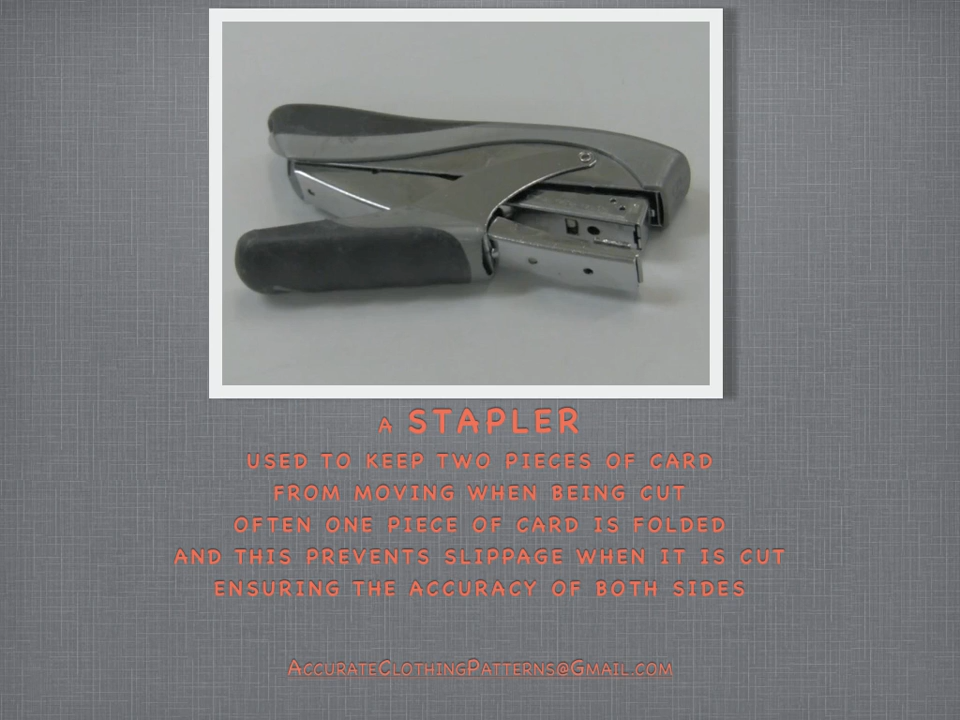 A STAPLER
USED TO KEEP TWO PIECES OF CARD
FROM MOVING WHEN BEING CUT
OFTEN ONE PIECE OF CARD IS FOLDED
AND THIS PREVENTS SLIPPAGE WHEN IT IS CUT
ENSURING THE ACCURACY OF BOTH SIDES
ACCURATECLOTHINGPATTERNS@GMAIL.COM